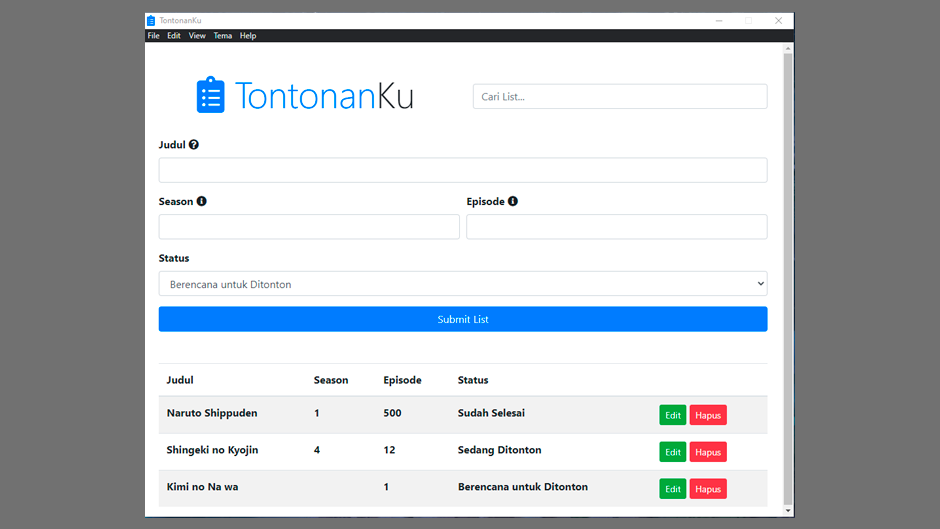 TontonanKu
File Edit View Tema Help
TontonanKu
Cari List...
Judul
Season Episode
Status
Berencana untuk Ditonton
Submit List
Judul Season Episode Status
Naruto Shippuden 1 500 Sudah Selesai Edit Hapus
Shingeki no Kyojin 4 12 Sedang Ditonton Edit Hapus
Kimi no Na wa 1 Berencana untuk Ditonton Edit Hapus